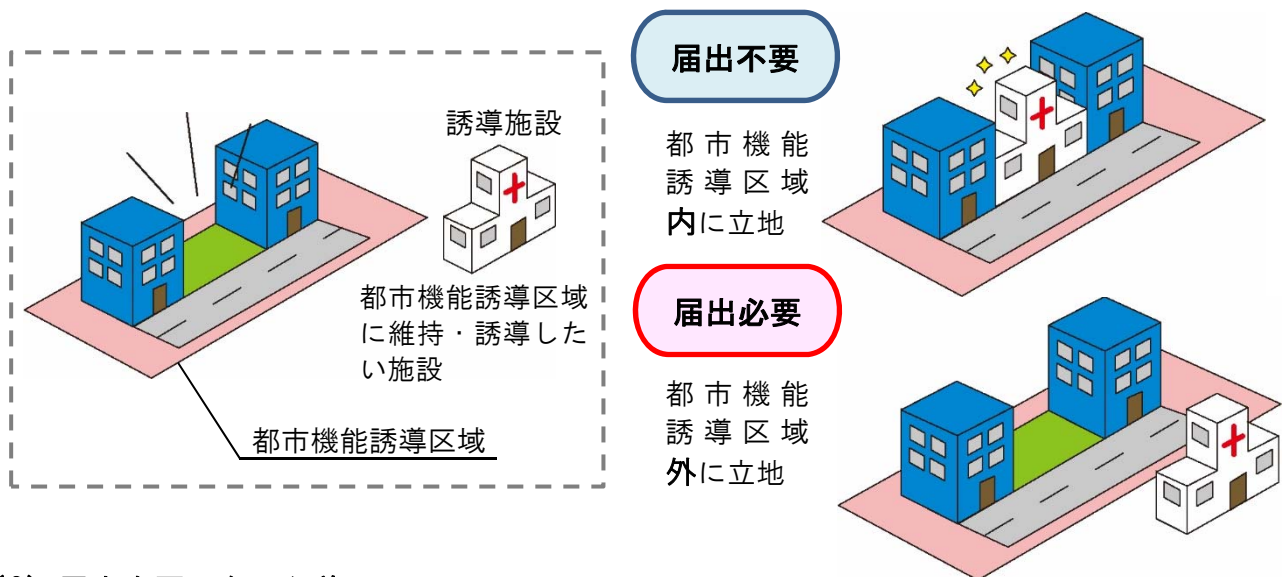 誘導施設
都市機能誘導区域
に維持・誘導した
い施設
都市機能誘導区域
届出不要
都市機能
誘導区域
内に立地
届出必要
都市機能
誘導区域
外に立地